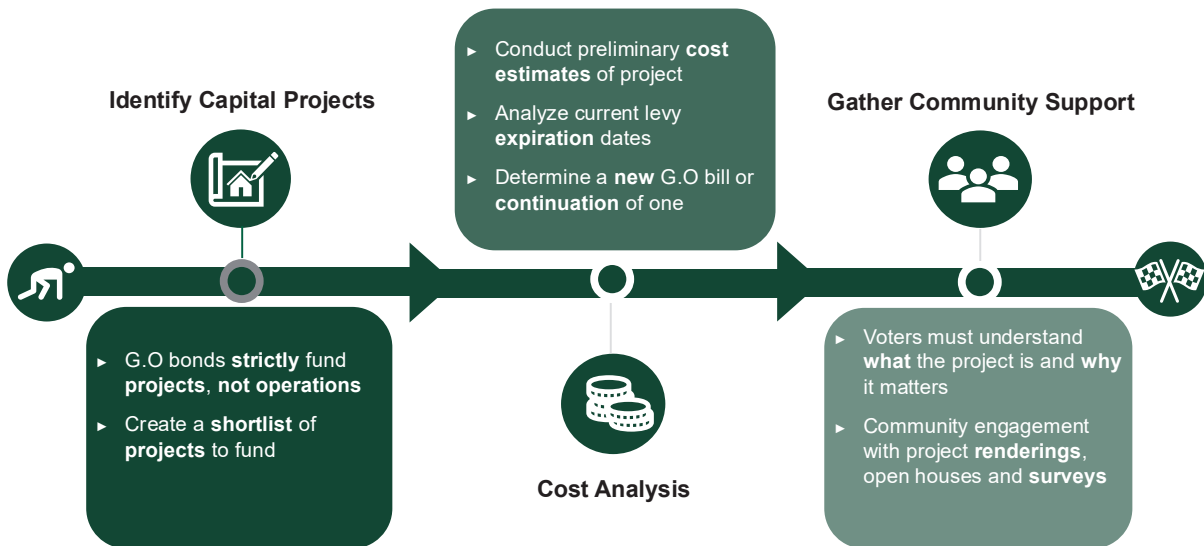 Identify Capital Projects
► G.O bonds strictly fund
projects, not operations
► Create a shortlist of
projects to fund
► Conduct preliminary cost
estimates of project
► Analyze current levy
expiration dates
► Determine a new G.O bill or
continuation of one
Cost Analysis
Gather Community Support
► Voters must understand
what the project is and why
it matters
► Community engagement
with project renderings,
open houses and surveys